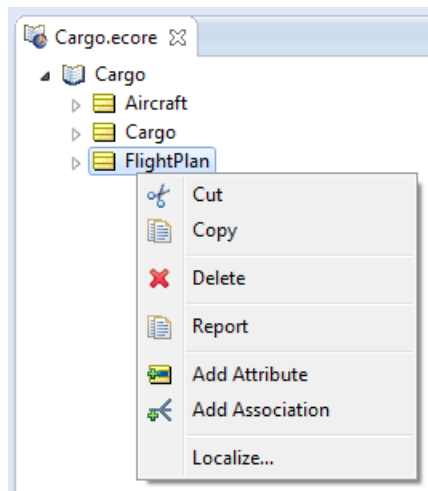 Cargo.ecore
Cargo
Aircraft
Cargo
FlightPlan
Cut
Copy
Delete
Report
Add Attribute
Add Association
Localize...